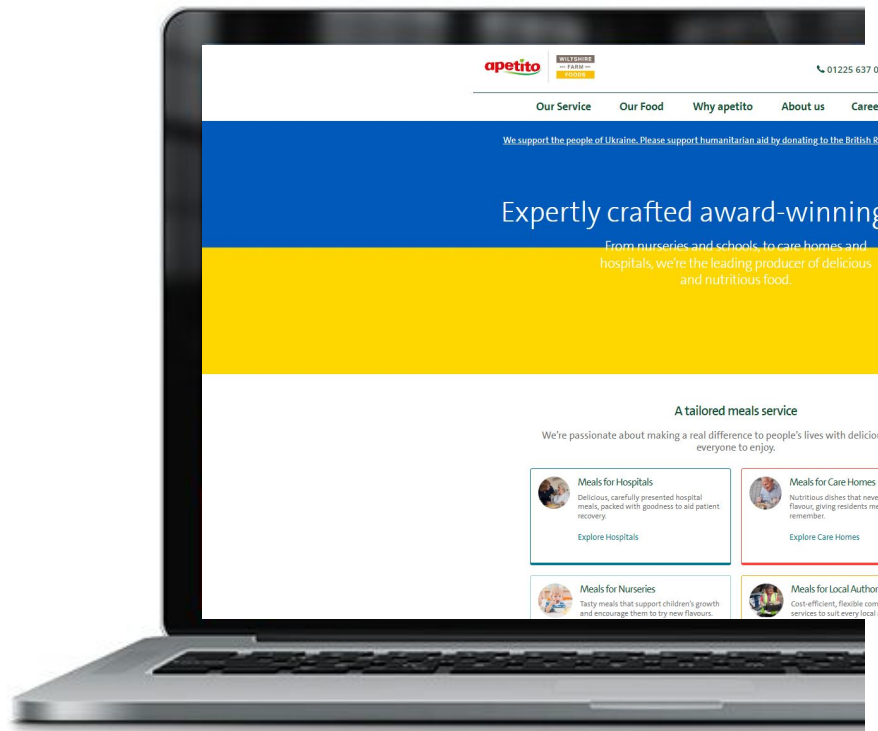 apetito
WILTSHIRE
FARM
FOODS
01225 637 0
Our Service Our Food Why apetito About us Caree
We support the people of Ukraine. Please support humanitarian aid by donating to the British R
Expertly crafted award-winning
From nurseries and schools, to care homes and
hospitals, we're the leading producer of delicious
and nutritious food.
A tailored meals service
We're passionate about making a real difference to people's lives with deliciou
everyone to enjoy.
Meals for Hospitals
Delicious, carefully presented hospital
meals, packed with goodness to aid patient
recovery.
Explore Hospitals
Meals for Care Homes
Nutritious dishes that neve
flavour, giving residents me
remember.
Explore Care Homes
Meals for Nurseries
Tasty meals that support children's growth
and encourage them to try new flavours.
Meals for Local Author
Cost-efficient, flexible com
services to suit every local